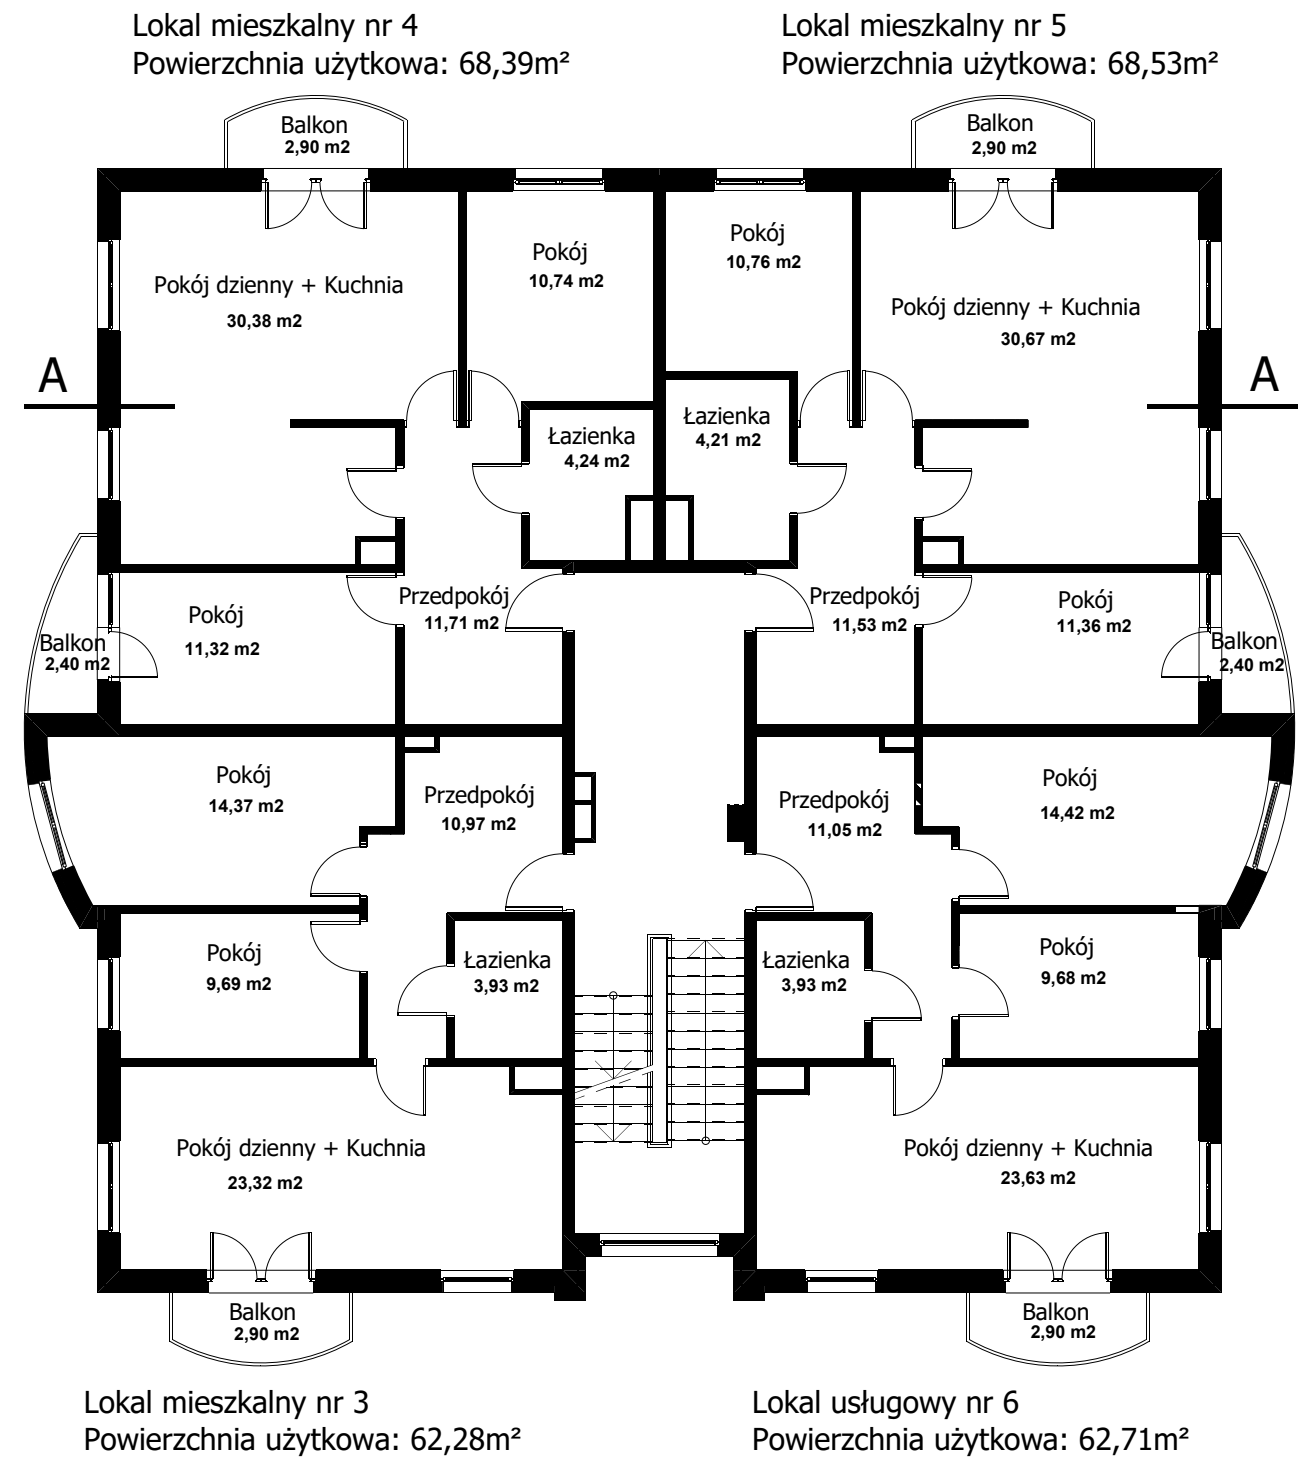 Lokal mieszkalny nr 4
Powierzchnia użytkowa: 68,39m²
Lokal mieszkalny nr 5
Powierzchnia użytkowa: 68,53m²
Balkon
2,90 m2
Balkon
2,90 m2
Pokój dzienny + Kuchnia
30,38 m2
Pokój
10,74 m2
Pokój
10,76 m2
Pokój dzienny + Kuchnia
30,67 m2
A
A
Łazienka
4,24 m2
Łazienka
4,21 m2
Balkon
2,40 m2
Pokój
11,32 m2
Przedpokój
11,71 m2
Przedpokój
11,53 m2
Pokój
11,36 m2
Balkon
2,40 m2
Pokój
14,37 m2
Przedpokój
10,97 m2
Przedpokój
11,05 m2
Pokój
14,42 m2
Pokój
9,69 m2
Łazienka
3,93 m2
Łazienka
3,93 m2
Pokój
9,68 m2
Pokój dzienny + Kuchnia
23,32 m2
Pokój dzienny + Kuchnia
23,63 m2
Balkon
2,90 m2
Balkon
2,90 m2
Lokal mieszkalny nr 3
Powierzchnia użytkowa: 62,28m²
Lokal usługowy nr 6
Powierzchnia użytkowa: 62,71m²